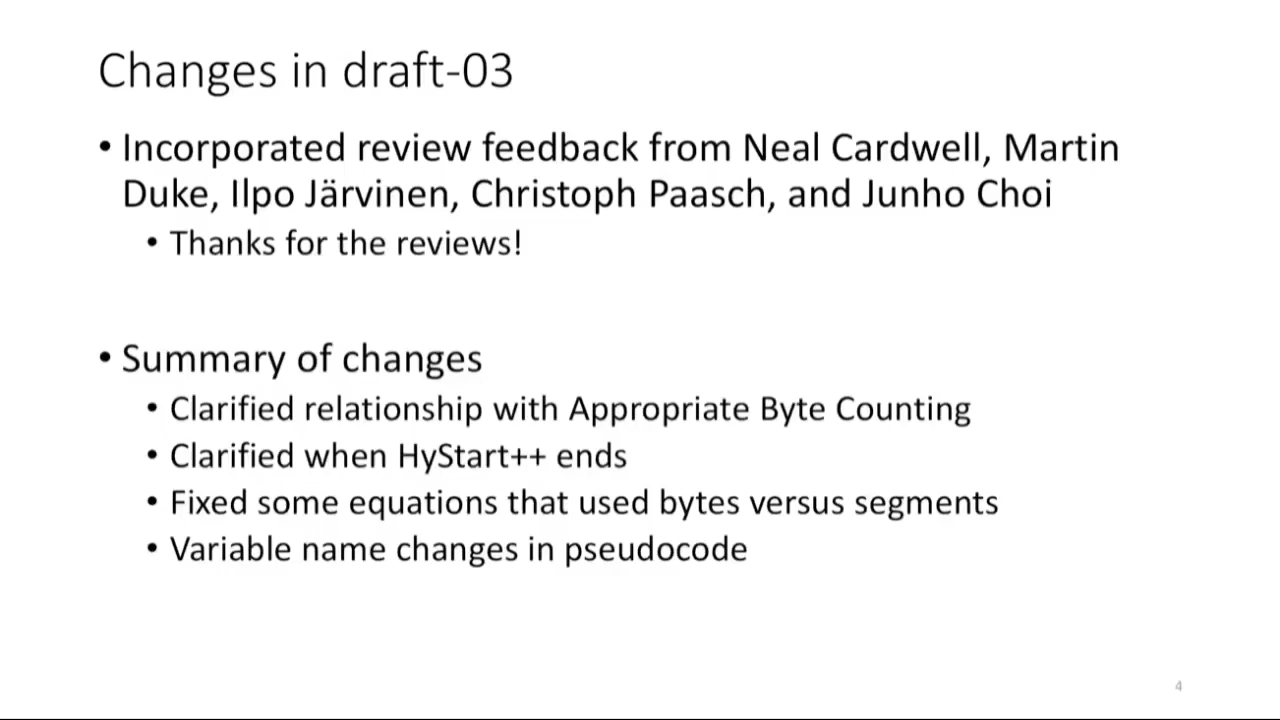 Changes in draft-03
• Incorporated review feedback from Neal Cardwell, Martin
Duke, Ilpo Järvinen, Christoph Paasch, and Junho Choi
• Thanks for the reviews!
• Summary of changes
• Clarified relationship with Appropriate Byte Counting
• Clarified when HyStart++ ends
• Fixed some equations that used bytes versus segments
• Variable name changes in pseudocode
4